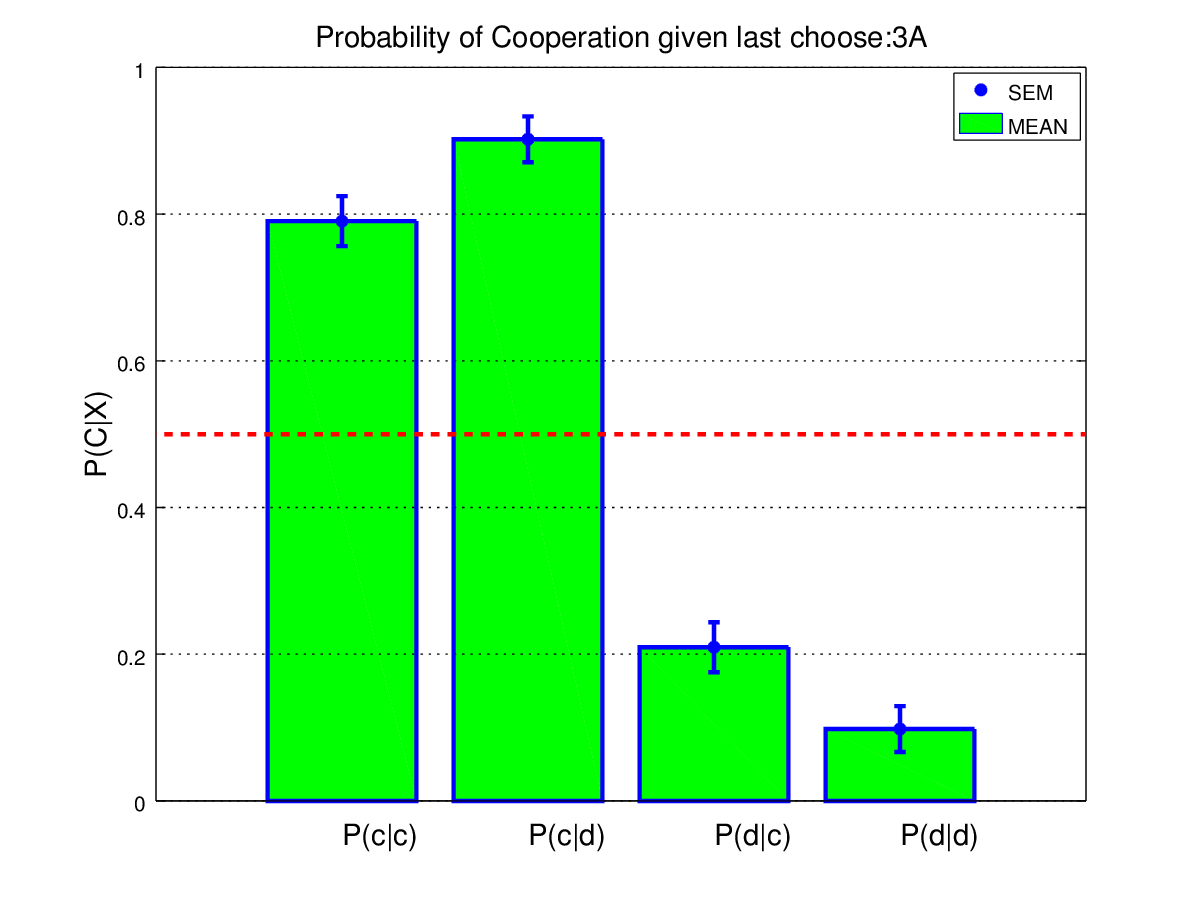 Probability of Cooperation given last choose:3A
1
SEM
MEAN
0.8
0.6
P(C|X)
0.4
0.2
0
P(c|c) P(c|d) P(d|c) P(d|d)